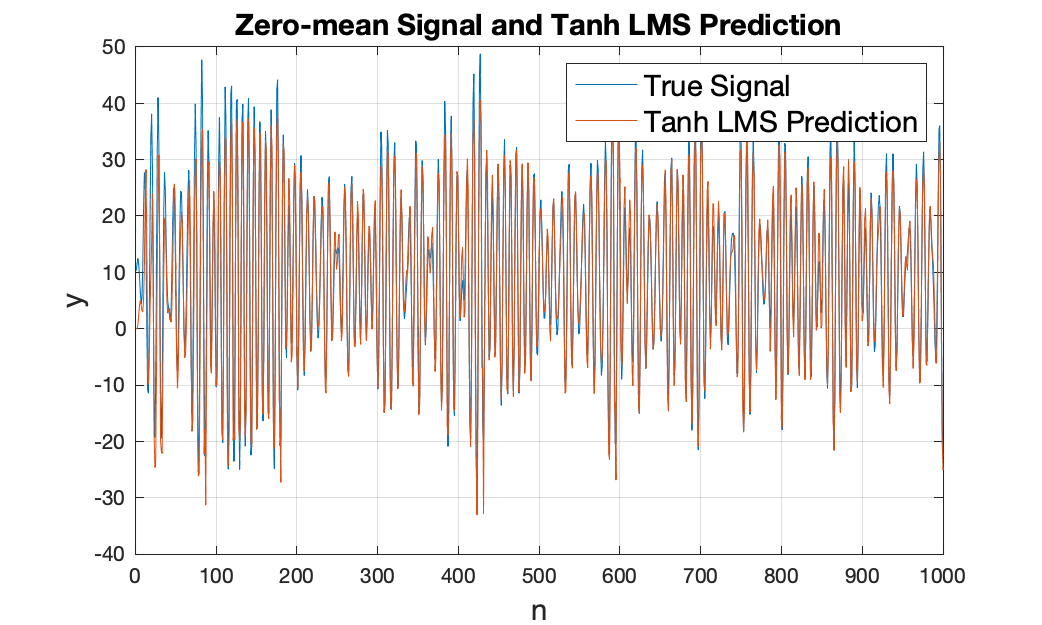 Zero-mean Signal and Tanh LMS Prediction
50
40
30
20
10
0
-10
-20
-30
-40
y
True Signal
Tanh LMS Prediction
0 100 200 300 400 500 600 700 800 900 1000
n